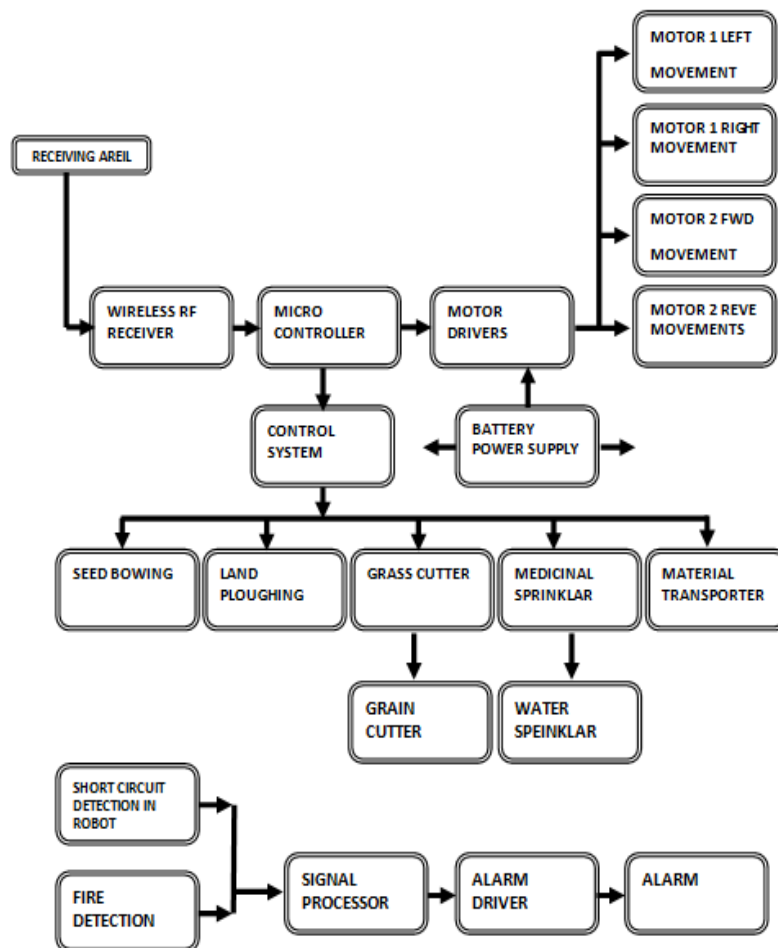 MOTOR 1 LEFT
MOVEMENT
MOTOR 1 RIGHT
MOVEMENT
RECEIVING AREIL
MOTOR 2 FWD
MOVEMENT
WIRELESS RF
RECEIVER
MICRO
CONTROLLER
MOTOR
DRIVERS
MOTOR 2 REVE
MOVEMENTS
CONTROL
SYSTEM
BATTERY
POWER SUPPLY
SEED BOWING
LAND
PLOUGHING
GRASS CUTTER
MEDICINAL
SPRINKLAR
MATERIAL
TRANSPORTER
GRAIN
CUTTER
WATER
SPEINKLAR
SHORT CIRCUIT
DETECTION IN
ROBOT
FIRE
DETECTION
SIGNAL
PROCESSOR
ALARM
DRIVER
ALARM